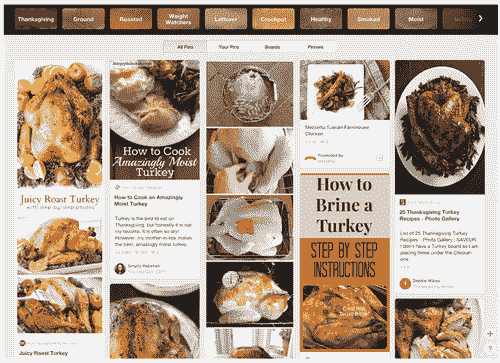 Thanksgiving
Ground
Roasted
Weight
Watchers
Leftover
Crockpot
Healthy
Smoked
Moist
All Pins
Your Pins
Boards
Pinners
Juicy Roast Turkey
with step by step photos
Juicy Roast Turkey
How to Cook
Amazingly Moist
Turkey
How to Cook an Amazingly
Moist Turkey
Turkey is the bird to eat on
Thanksgiving, but honestly it is not
my favorite. It is often so dry!
However, my mother-in-law makes
the best, amazingly moist turkey.
Mezzetta Tuscan Farmhouse
Chicken
Promoted by
How to
Brine a
Turkey
STEP BY STEP
INSTRUCTIONS
25 Thanksgiving Turkey
Recipes - Photo Gallery
List of 25 Thanksgiving Turkey
Recipes - Photo Gallery | SAVEUR.
I don't have a Turkey board so I am
placing these under the Chicken
one.
Debbie